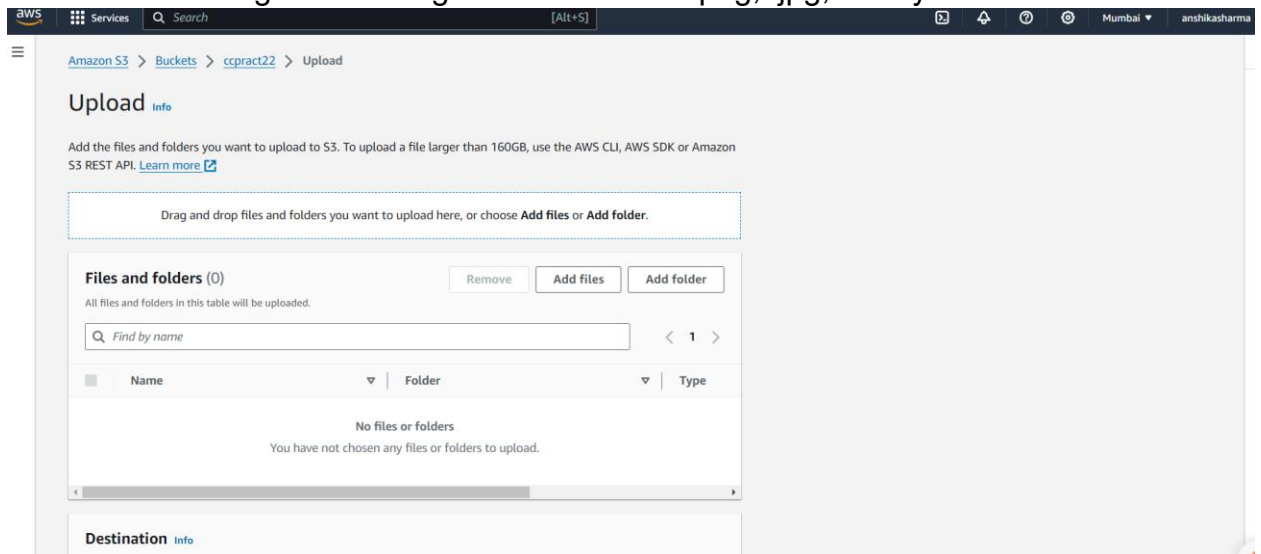 aws Services Search [Alt+S] Mumbai anshikasharma
Amazon S3 > Buckets > ccpract22 > Upload
Upload Info
Add the files and folders you want to upload to S3. To upload a file larger than 160GB, use the AWS CLI, AWS SDK or Amazon
S3 REST API. Learn more
Drag and drop files and folders you want to upload here, or choose Add files or Add folder.
Files and folders (0) Remove Add files Add folder
All files and folders in this table will be uploaded.
Find by name < 1 >
Name Folder Type
No files or folders
You have not chosen any files or folders to upload.
Destination Info